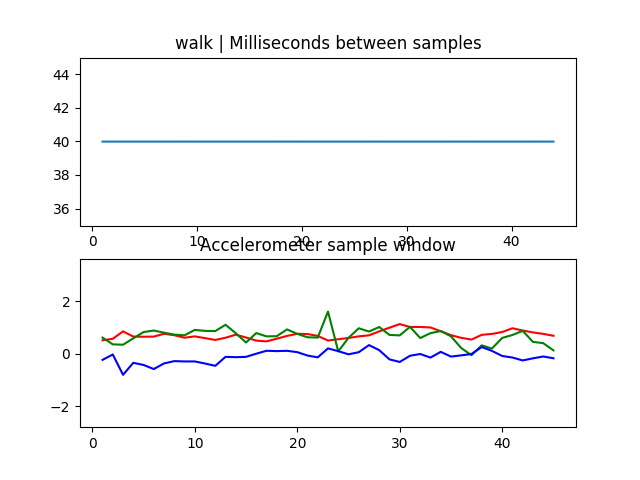 walk | Milliseconds between samples
44
42
40
38
36
0 10 20 30 40
Accelerometer sample window
2
0
−2
0 10 20 30 40